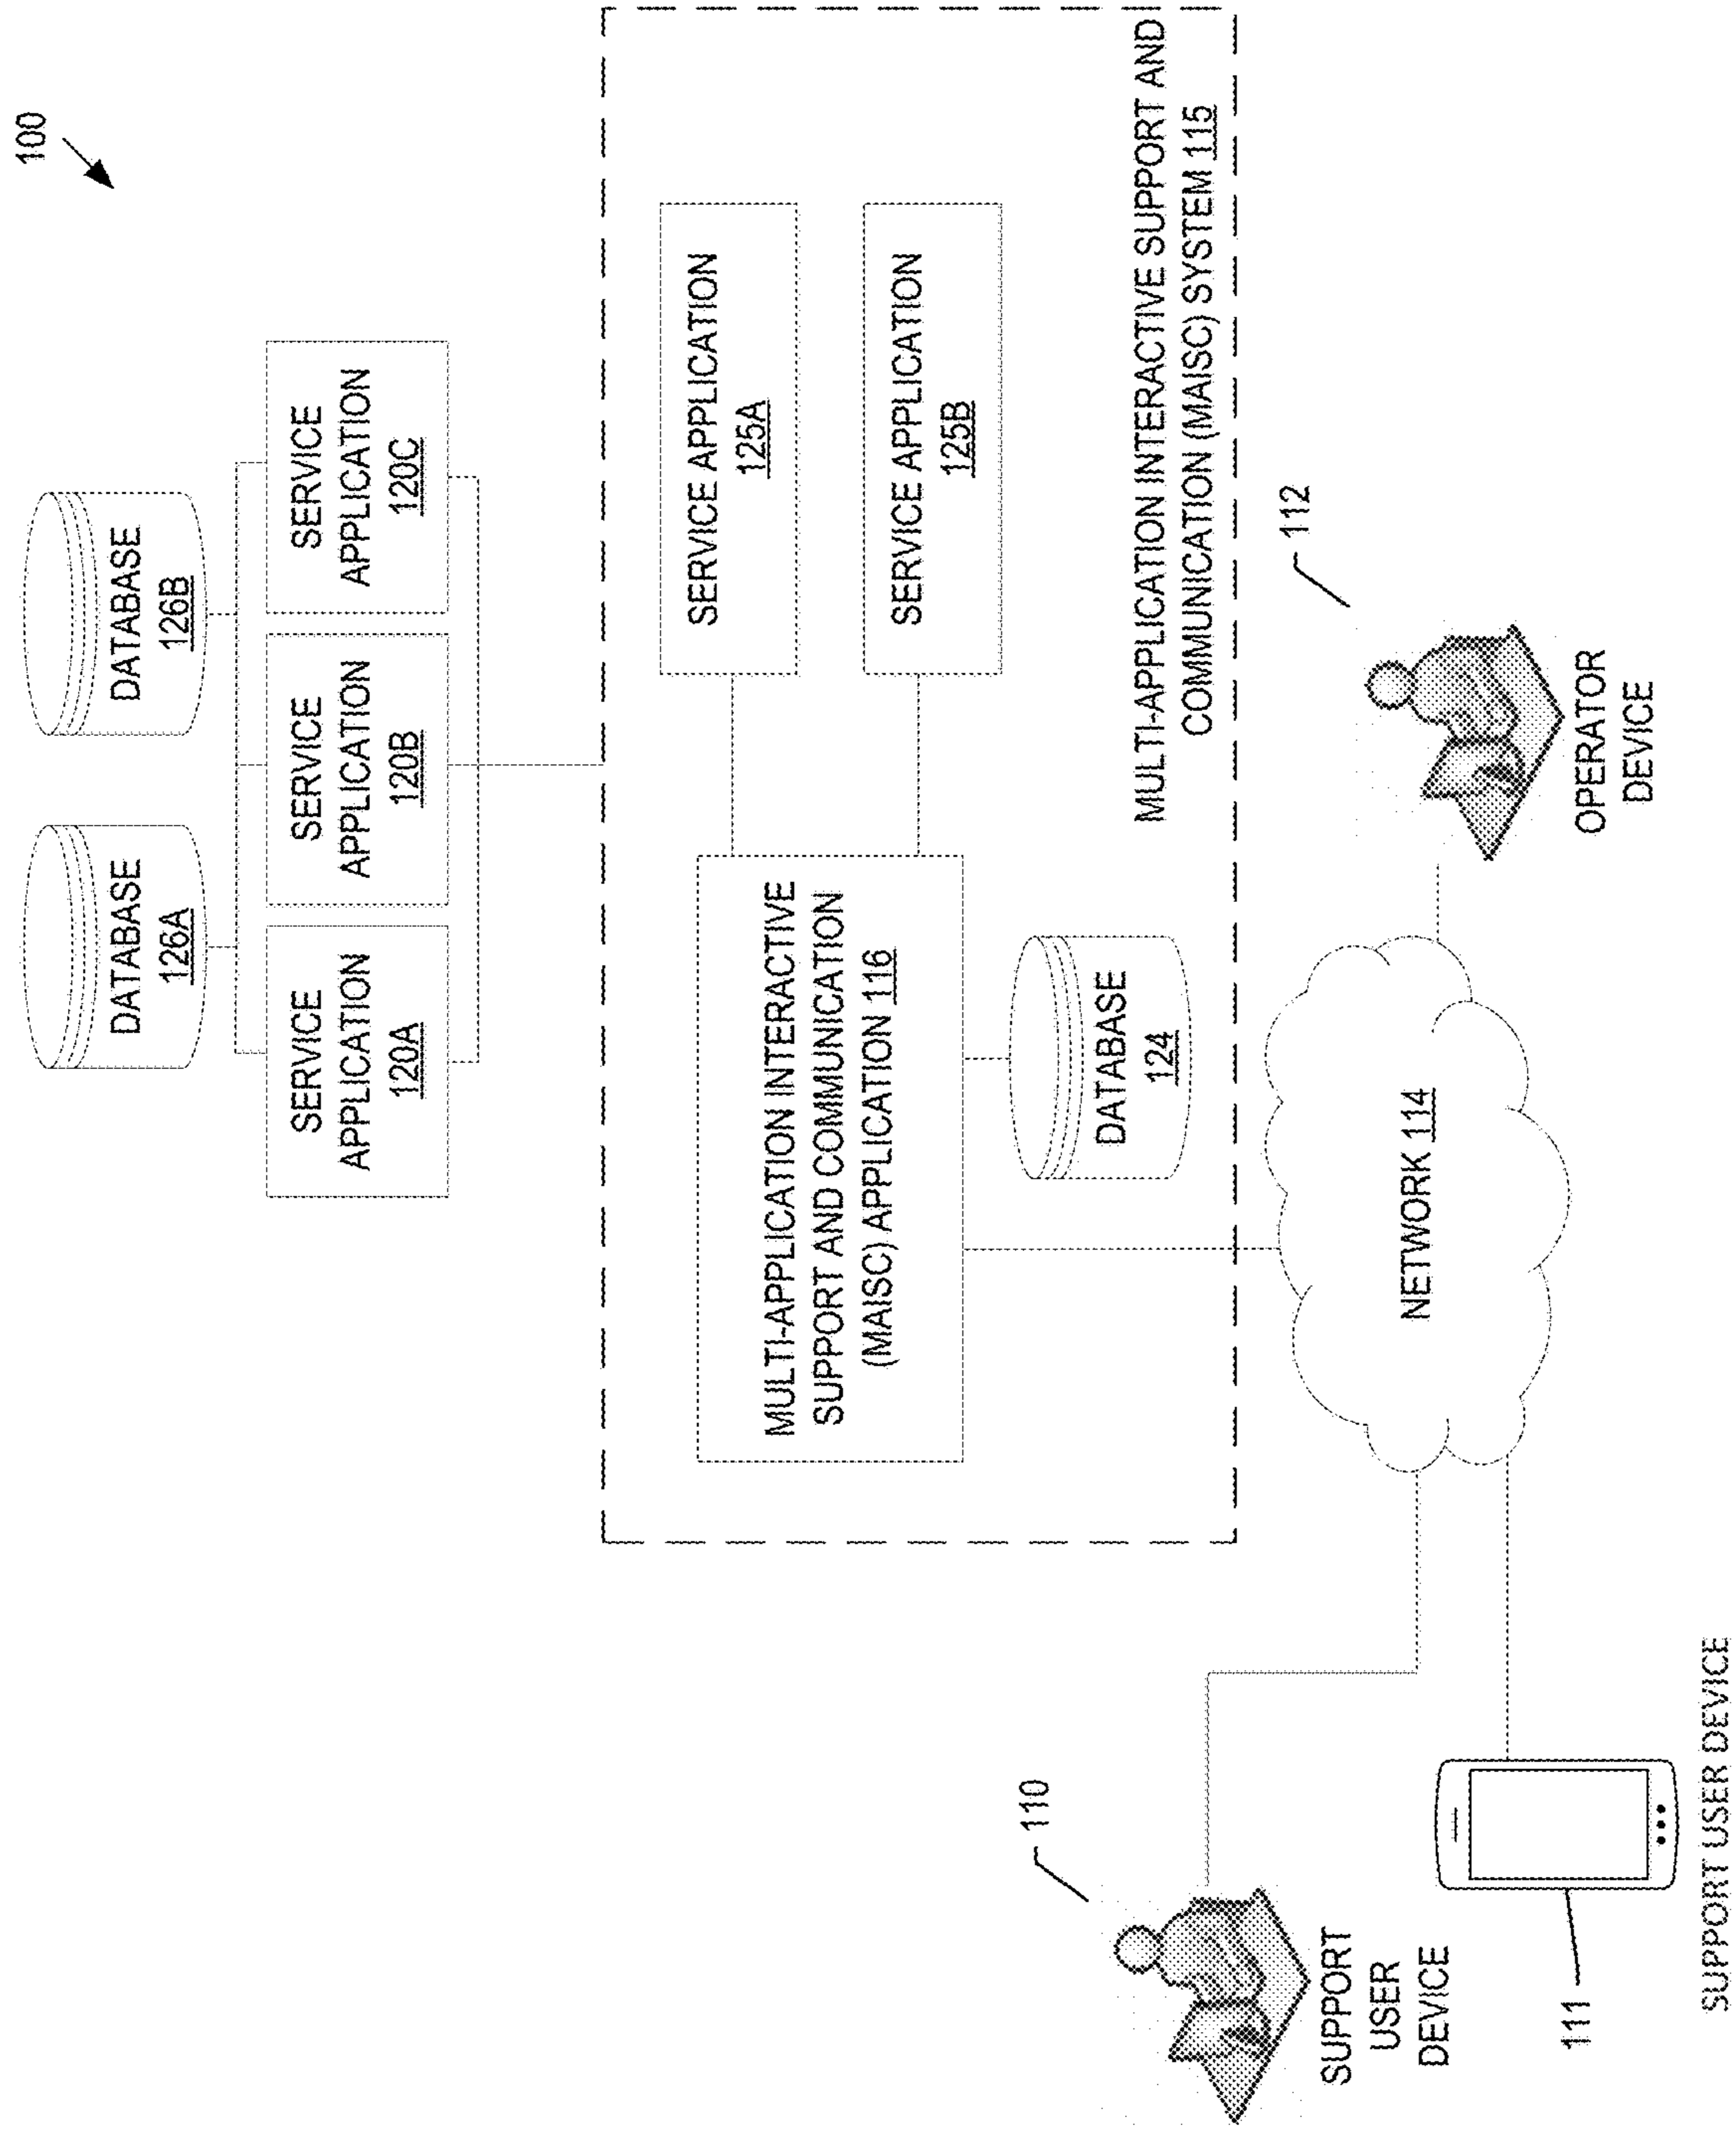 100
DATABASE
126A
DATABASE
126B
SERVICE
APPLICATION
120A
SERVICE
APPLICATION
120B
SERVICE
APPLICATION
120C
MULTI-APPLICATION INTERACTIVE
SUPPORT AND COMMUNICATION
(MAISC) APPLICATION 116
SERVICE APPLICATION
125A
SERVICE APPLICATION
125B
DATABASE
124
MULTI-APPLICATION INTERACTIVE SUPPORT AND
COMMUNICATION (MAISC) SYSTEM 115
110
SUPPORT
USER
DEVICE
NETWORK 114
112
OPERATOR
DEVICE
111
SUPPORT USER DEVICE